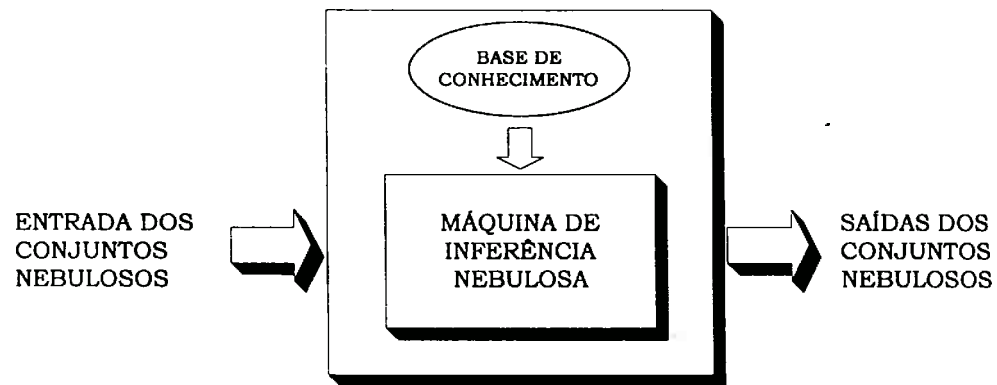 BASE DE
CONHECIMENTO
ENTRADA DOS
CONJUNTOS
NEBULOSOS
MÁQUINA DE
INFERÊNCIA
NEBULOSA
SAÍDAS DOS
CONJUNTOS
NEBULOSOS